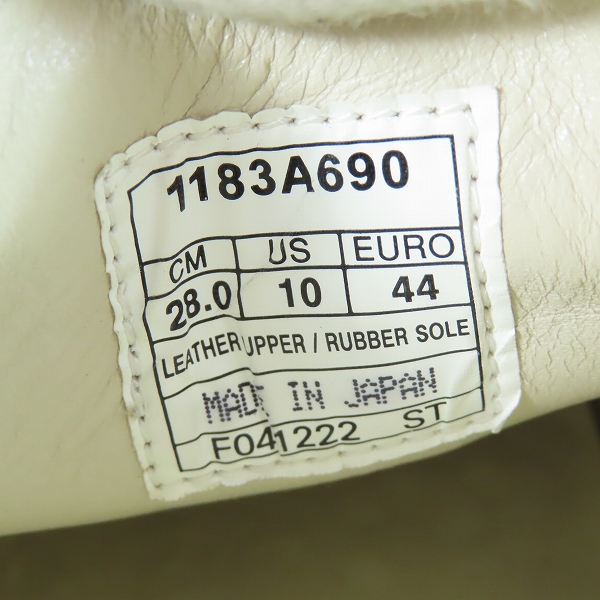 1183A690
CM US EURO
28.0 10 44
LEATHER UPPER / RUBBER SOLE
MADE IN JAPAN
F041222 ST